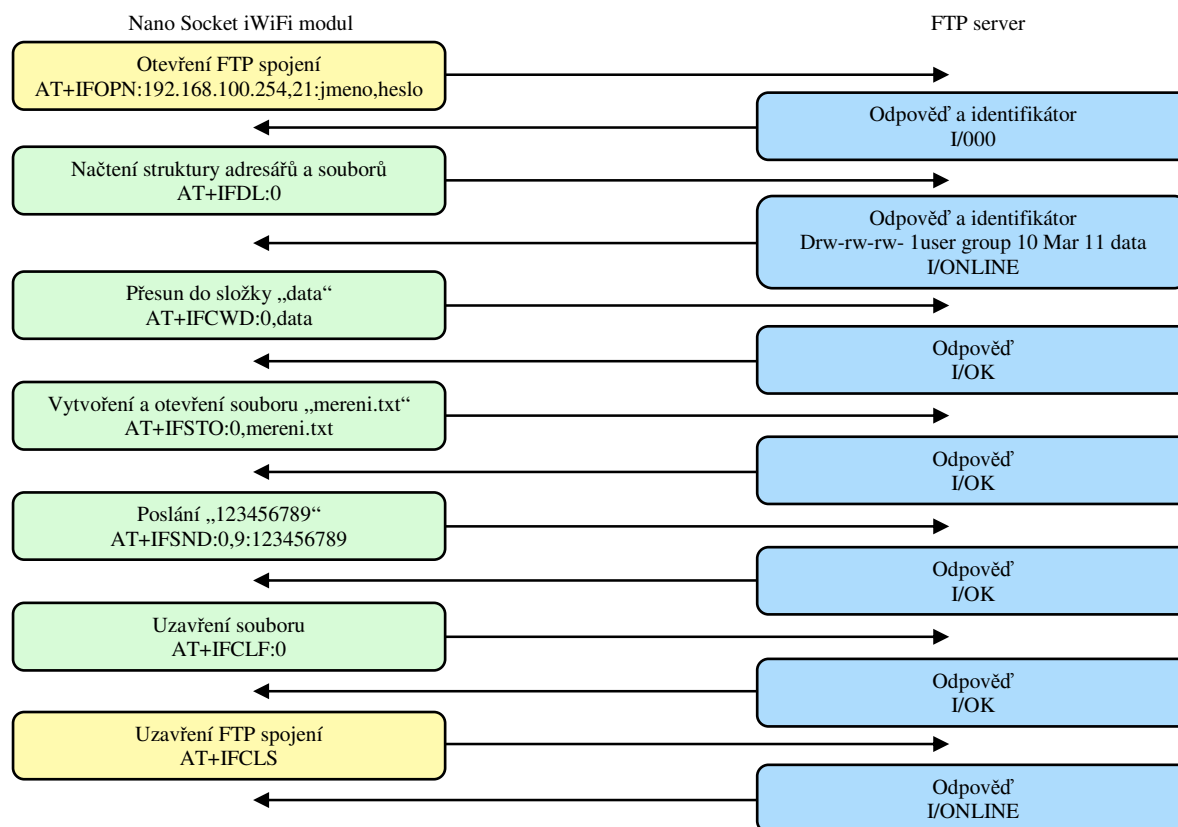 Nano Socket iWiFi modul
FTP server
Otevření FTP spojení
AT+IFOPN:192.168.100.254,21:jmeno,heslo
Odpověď a identifikátor
I/000
Načtení struktury adresářů a souborů
AT+IFDL:0
Odpověď a identifikátor
Drw-rw-rw- 1user group 10 Mar 11 data
I/ONLINE
Přesun do složky „data“
AT+IFCWD:0,data
Odpověď
I/OK
Vytvoření a otevření souboru „mereni.txt“
AT+IFSTO:0,mereni.txt
Odpověď
I/OK
Poslání „123456789“
AT+IFSND:0,9:123456789
Odpověď
I/OK
Uzavření souboru
AT+IFCLF:0
Odpověď
I/OK
Uzavření FTP spojení
AT+IFCLS
Odpověď
I/ONLINE